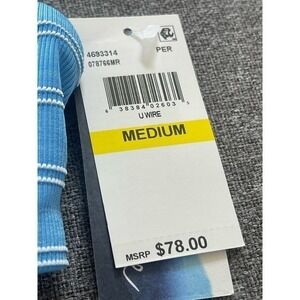 4693314 PER
078766MR
6 38384 02603 5
U WIRE
MEDIUM
MSRP $78.00